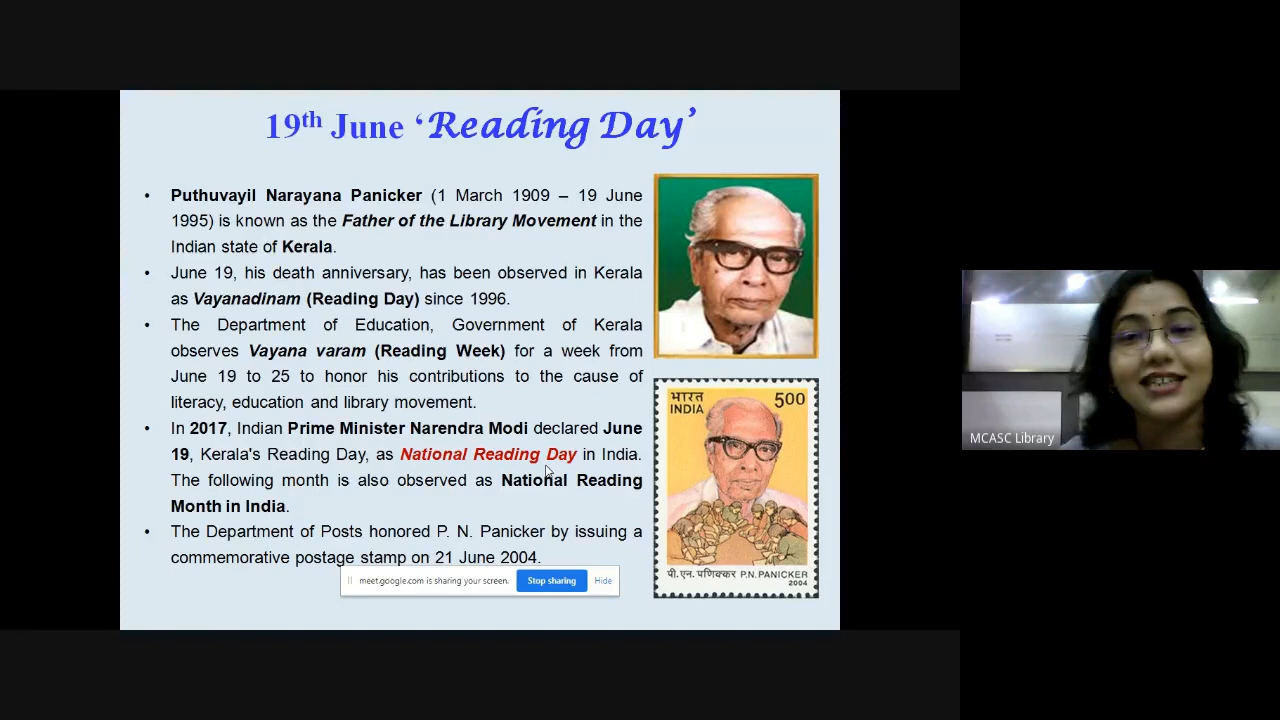 19th June ‘Reading Day’
• Puthuvayil Narayana Panicker (1 March 1909 – 19 June
1995) is known as the Father of the Library Movement in the
Indian state of Kerala.
• June 19, his death anniversary, has been observed in Kerala
as Vayanadinam (Reading Day) since 1996.
• The Department of Education, Government of Kerala
observes Vayana varam (Reading Week) for a week from
June 19 to 25 to honor his contributions to the cause of
literacy, education and library movement.
• In 2017, Indian Prime Minister Narendra Modi declared June
19, Kerala's Reading Day, as National Reading Day in India.
The following month is also observed as National Reading
Month in India.
• The Department of Posts honored P. N. Panicker by issuing a
commemorative postage stamp on 21 June 2004.
भारत 500
INDIA
पी.एन. पणिक्कर P.N. PANICKER
2004
meet.google.com is sharing your screen. Stop sharing Hide
MCASC Library